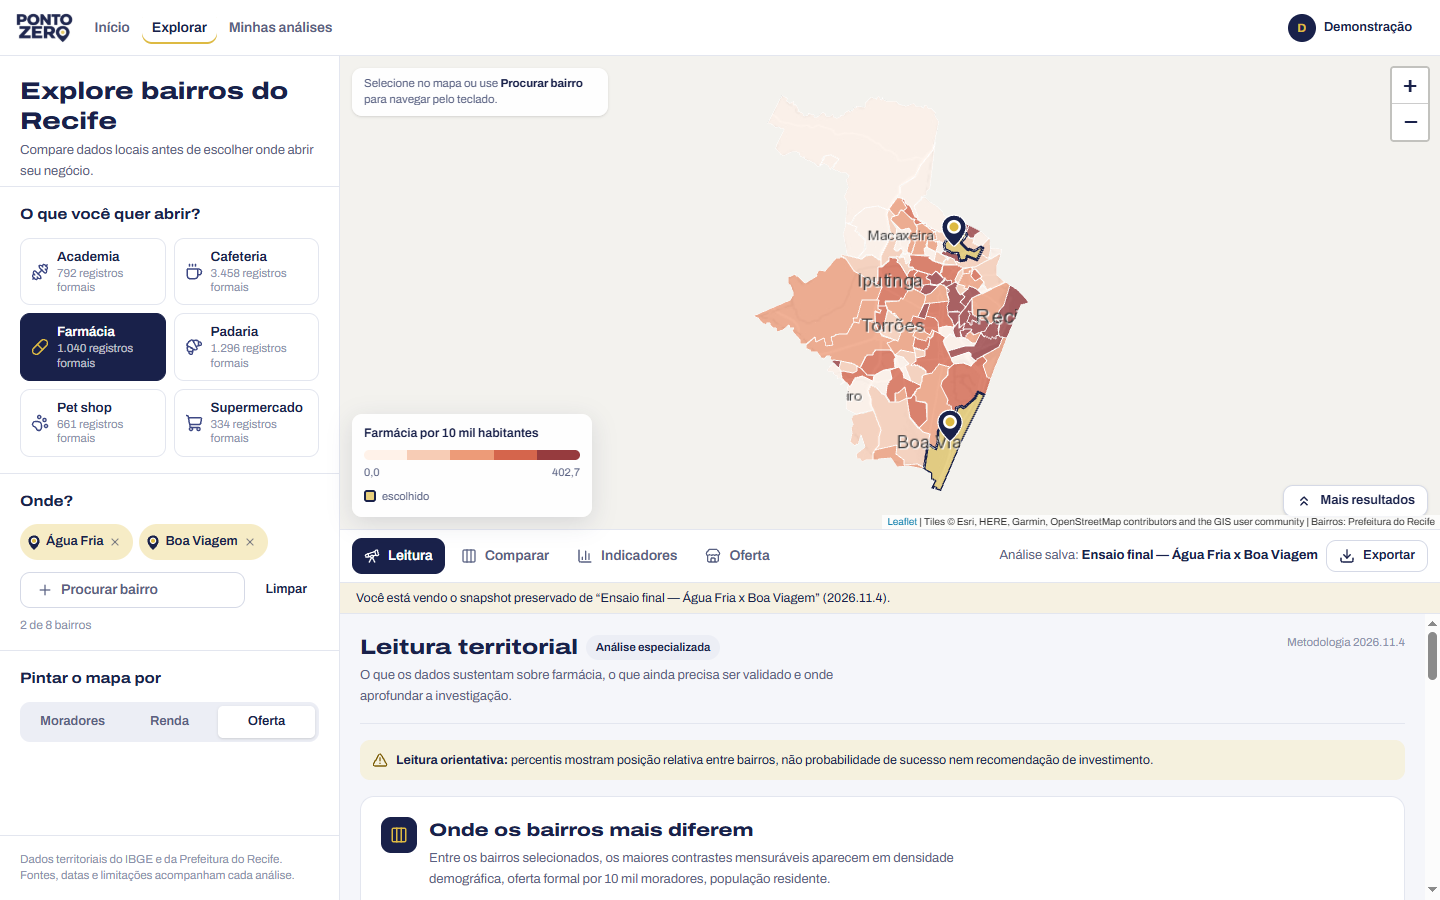 PONTO
ZERO
Início
Explorar
Minhas análises
D
Demonstração
Explore bairros do
Recife
Compare dados locais antes de escolher onde abrir
seu negócio.
O que você quer abrir?
Academia
792 registros
formais
Cafeteria
3.458 registros
formais
Farmácia
1.040 registros
formais
Padaria
1.296 registros
formais
Pet shop
661 registros
formais
Supermercado
334 registros
formais
Onde?
Água Fria
Boa Viagem
Procurar bairro
Limpar
2 de 8 bairros
Pintar o mapa por
Moradores
Renda
Oferta
Dados territoriais do IBGE e da Prefeitura do Recife.
Fontes, datas e limitações acompanham cada análise.
Selecione no mapa ou use Procurar bairro
para navegar pelo teclado.
+
−
Macaxeira
Iputinga
Torrões
Reci
iro
Boa Via
Farmácia por 10 mil habitantes
0,0
402,7
escolhido
Mais resultados
Leaflet | Tiles © Esri, HERE, Garmin, OpenStreetMap contributors and the GIS user community | Bairros: Prefeitura do Recife
Leitura
Comparar
Indicadores
Oferta
Análise salva: Ensaio final — Água Fria x Boa Viagem
Exportar
Você está vendo o snapshot preservado de “Ensaio final — Água Fria x Boa Viagem” (2026.11.4).
Leitura territorial
Análise especializada
Metodologia 2026.11.4
O que os dados sustentam sobre farmácia, o que ainda precisa ser validado e onde
aprofundar a investigação.
Leitura orientativa: percentis mostram posição relativa entre bairros, não probabilidade de sucesso nem recomendação de investimento.
Onde os bairros mais diferem
Entre os bairros selecionados, os maiores contrastes mensuráveis aparecem em densidade
demográfica, oferta formal por 10 mil moradores, população residente.